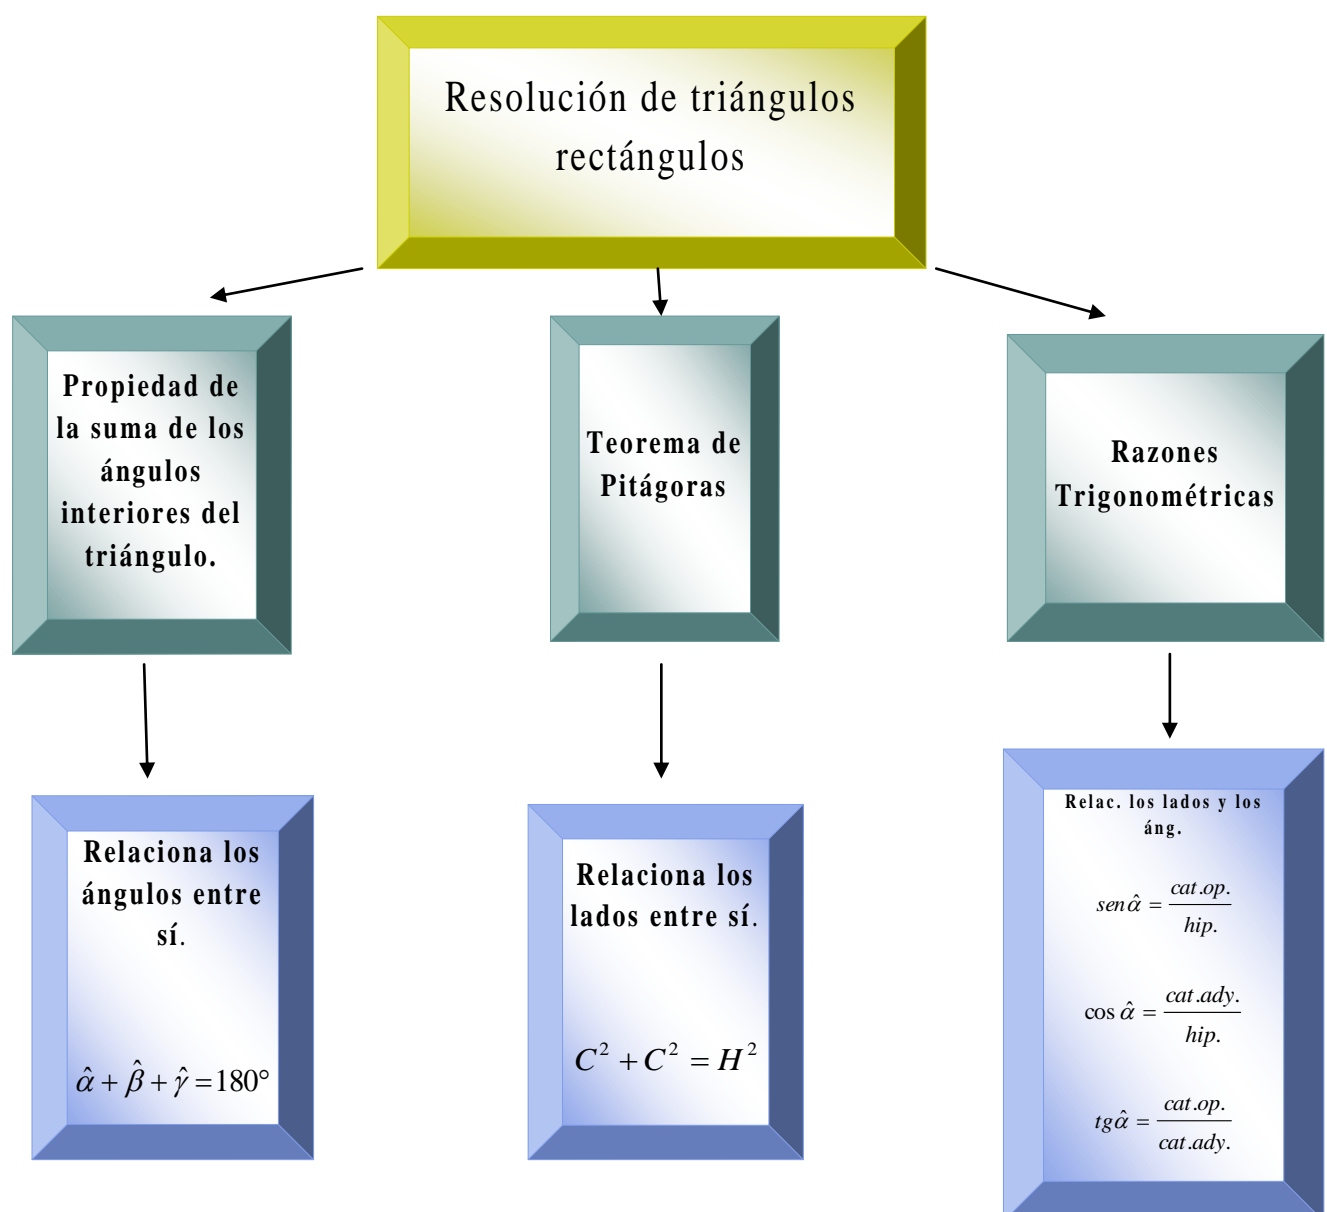 Resolución de triángulos
rectángulos
Propiedad de
la suma de los
ángulos
interiores del
triángulo.
Teorema de
Pitágoras
Razones
Trigonométricas
Relaciona los
ángulos entre
sí.
α̂ + β̂ + γ̂ = 180°
Relaciona los
lados entre sí.
C² + C² = H²
Relac. los lados y los
áng.
sen α̂ = cat.op. / hip.
cos α̂ = cat.ady. / hip.
tg α̂ = cat.op. / cat.ady.